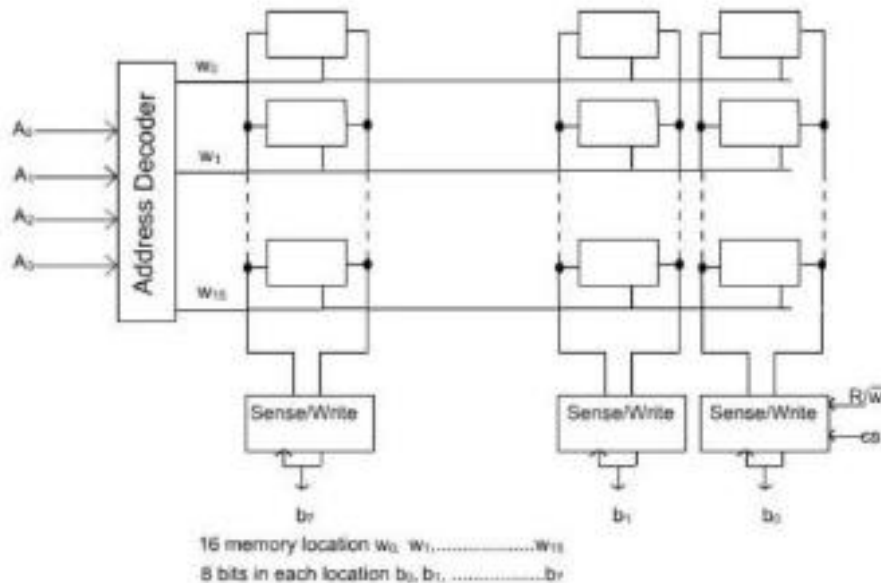 w₀
Address Decoder
A₀
w₁
A₁
A₂
A₃
w₁₅
Sense/Write
Sense/Write
Sense/Write
R/w̅
cs
b₇
b₁
b₀
16 memory location w₀, w₁,....................w₁₅
8 bits in each location b₀, b₁, ....................b₇